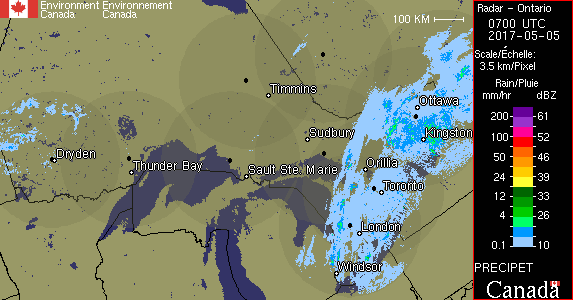 Environment Environnement
Canada Canada
100 KM
Timmins
Ottawa
Sudbury
Kingston
Dryden
Thunder Bay
Sault Ste. Marie
Orillia
Toronto
London
Windsor
Radar - Ontario
0700 UTC
2017-05-05
Scale/Échelle:
3.5 km/Pixel
Rain/Pluie
mm/hr dBZ
200 61
100 52
50 46
24 39
12 33
4 26
0.1 10
PRECIPET
Canada